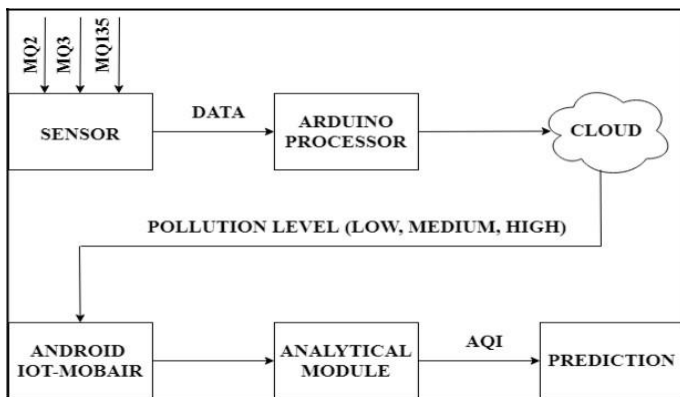 MQ2
MQ3
MQ135
SENSOR
DATA
ARDUINO
PROCESSOR
CLOUD
POLLUTION LEVEL (LOW, MEDIUM, HIGH)
ANDROID
IOT-MOBAIR
ANALYTICAL
MODULE
AQI
PREDICTION